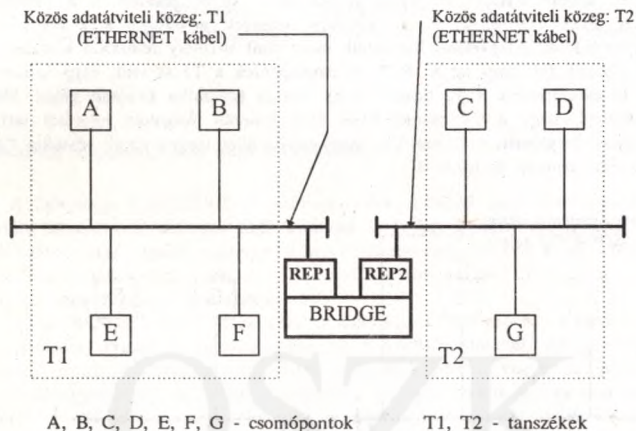 Közös adatátviteli közeg: T1
(ETHERNET kábel)
Közös adatátviteli közeg: T2
(ETHERNET kábel)
A
B
C
D
REP1
REP2
BRIDGE
E
F
G
T1
T2
OSZK
A, B, C, D, E, F, G - csomópontok
T1, T2 - tanszékek